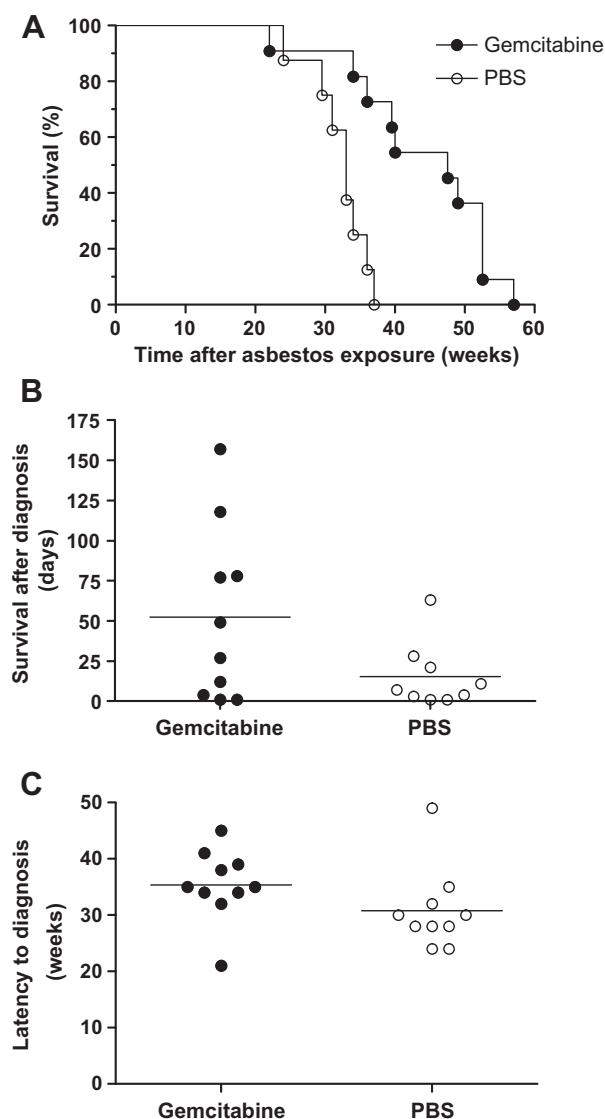 A
Survival (%)
100
80
60
40
20
0
0 10 20 30 40 50 60
Time after asbestos exposure (weeks)
Gemcitabine
PBS
B
Survival after diagnosis
(days)
175
150
125
100
75
50
25
0
Gemcitabine PBS
C
Latency to diagnosis
(weeks)
50
40
30
20
10
0
Gemcitabine PBS